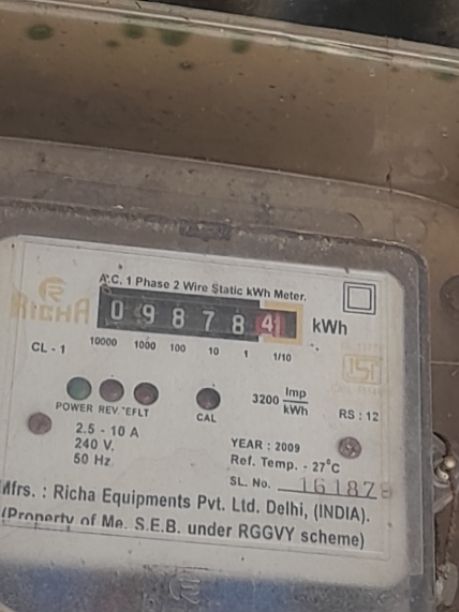 A.C. 1 Phase 2 Wire Static kWh Meter.
RICHA
0 9 8 7 8 4 kWh
CL - 1
10000 1000 100 10 1 1/10
ISI
POWER REV. EFLT
CAL
3200 Imp/kWh
RS : 12
2.5 - 10 A
240 V.
50 Hz.
YEAR : 2009
Ref. Temp. - 27°C
SL. No. 161878
Mfrs. : Richa Equipments Pvt. Ltd. Delhi, (INDIA).
(Property of Me. S.E.B. under RGGVY scheme)